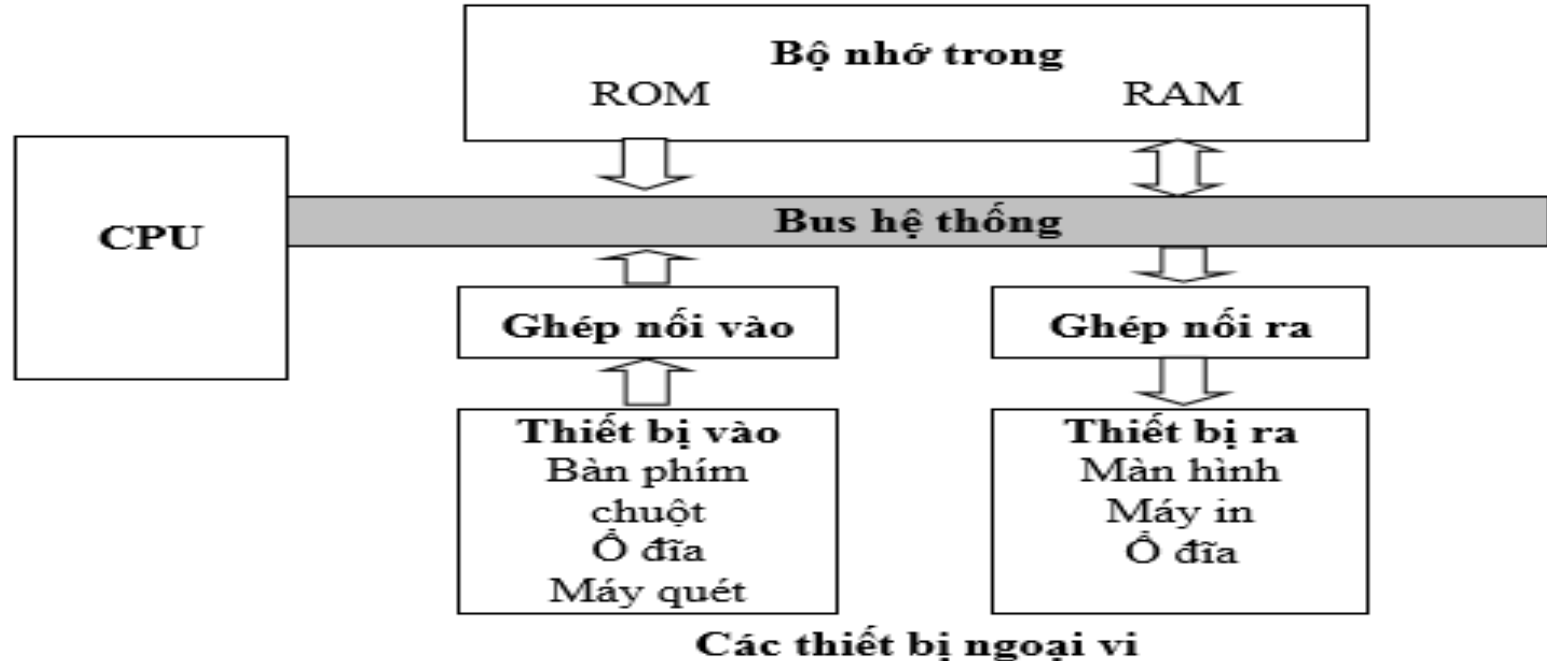 Bộ nhớ trong
ROM RAM
CPU
Bus hệ thống
Ghép nối vào
Ghép nối ra
Thiết bị vào
Bàn phím
chuột
Ổ đĩa
Máy quét
Thiết bị ra
Màn hình
Máy in
Ổ đĩa
Các thiết bị ngoại vi